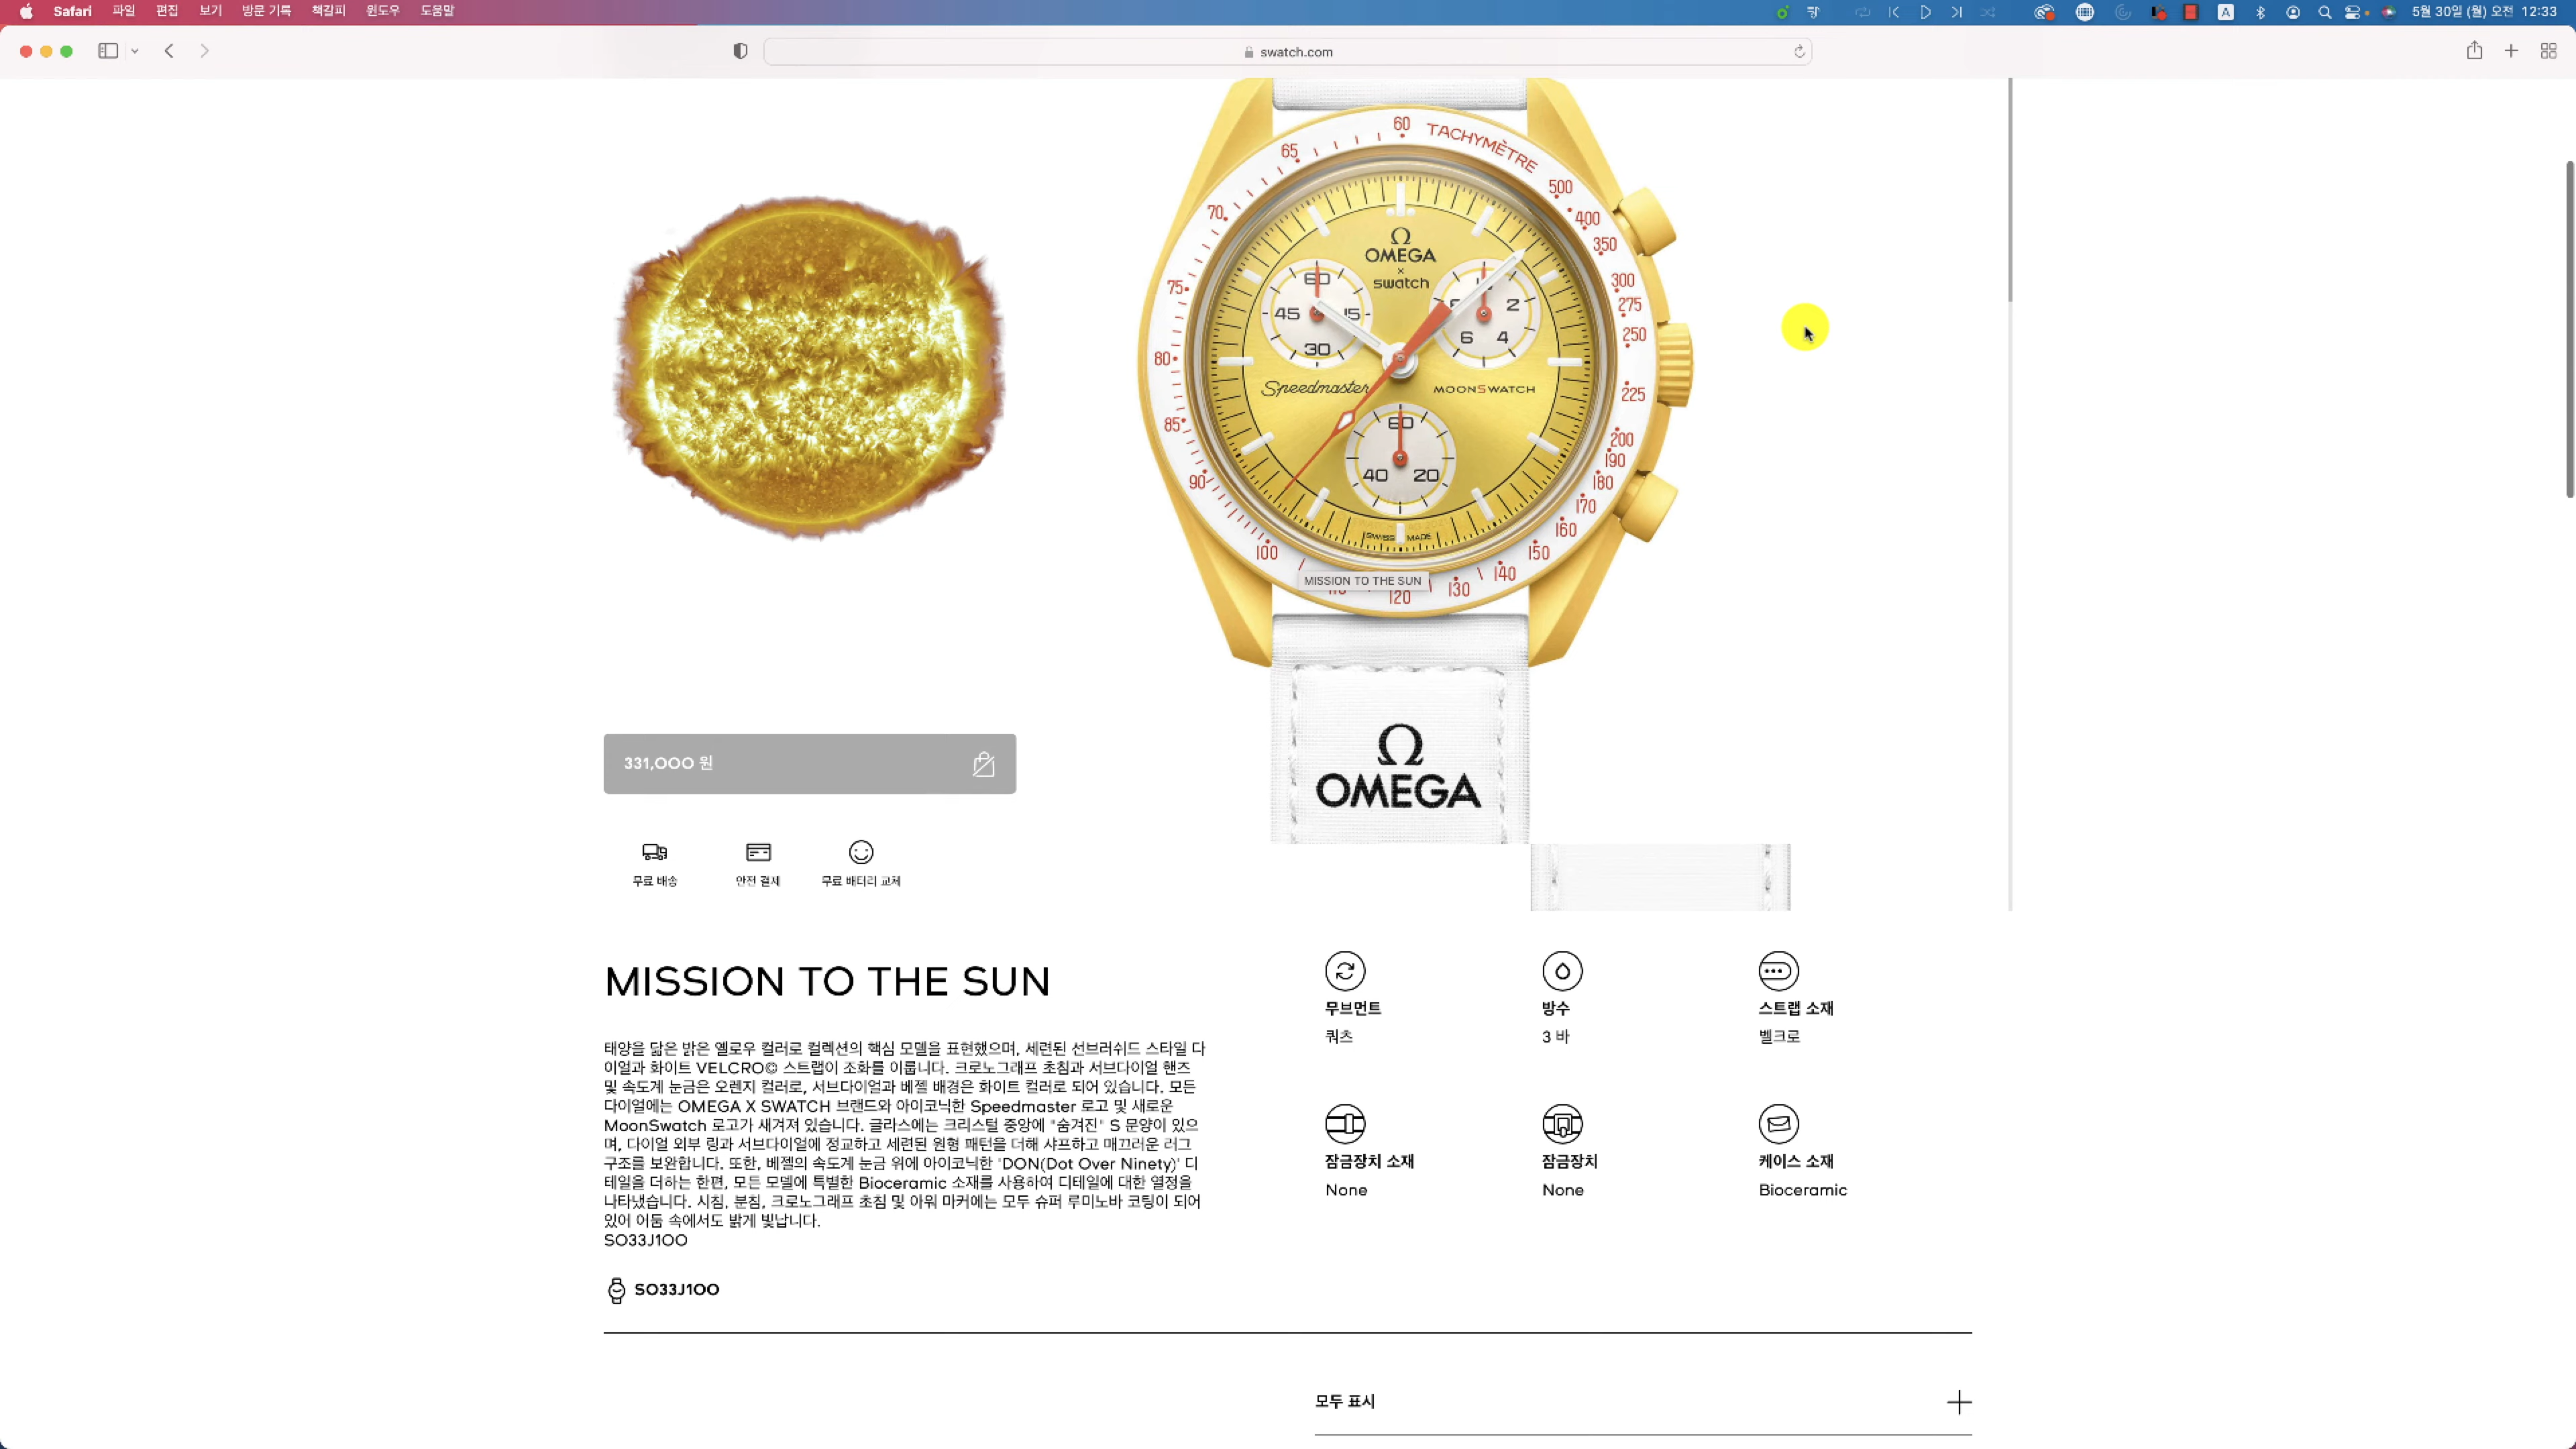 Safari 파일 편집 보기 방문 기록 책갈피 윈도우 도움말
A 5월 30일 (월) 오전 12:33
swatch.com
60 TACHYMÈTRE
65
500
400
70
350
Ω
OMEGA
×
swatch
300
75
275
60
45 15
30
2
6 4
250
80
Speedmaster
MOONSWATCH
225
85
60
40 20
200
190
90
180
170
160
SWISS MADE
100
150
140
MISSION TO THE SUN
130
120
Ω
OMEGA
331,000 원
무료 배송 안전 결제 무료 배터리 교체
MISSION TO THE SUN
태양을 닮은 밝은 옐로우 컬러로 컬렉션의 핵심 모델을 표현했으며, 세련된 선브러쉬드 스타일 다
이얼과 화이트 VELCRO© 스트랩이 조화를 이룹니다. 크로노그래프 초침과 서브다이얼 핸즈
및 속도계 눈금은 오렌지 컬러로, 서브다이얼과 베젤 배경은 화이트 컬러로 되어 있습니다. 모든
다이얼에는 OMEGA X SWATCH 브랜드와 아이코닉한 Speedmaster 로고 및 새로운
MoonSwatch 로고가 새겨져 있습니다. 글라스에는 크리스털 중앙에 "숨겨진" S 문양이 있으
며, 다이얼 외부 링과 서브다이얼에 정교하고 세련된 원형 패턴을 더해 샤프하고 매끄러운 러그
구조를 보완합니다. 또한, 베젤의 속도계 눈금 위에 아이코닉한 'DON(Dot Over Ninety)' 디
테일을 더하는 한편, 모든 모델에 특별한 Bioceramic 소재를 사용하여 디테일에 대한 열정을
나타냈습니다. 시침, 분침, 크로노그래프 초침 및 아워 마커에는 모두 슈퍼 루미노바 코팅이 되어
있어 어둠 속에서도 밝게 빛납니다.
SO33J100
SO33J100
무브먼트 방수 스트랩 소재
쿼츠 3 바 벨크로
잠금장치 소재 잠금장치 케이스 소재
None None Bioceramic
모두 표시